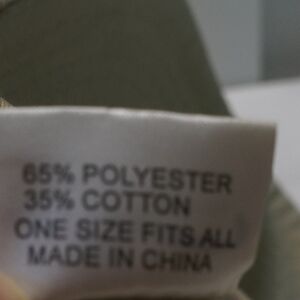 65% POLYESTER
35% COTTON
ONE SIZE FITS ALL
MADE IN CHINA